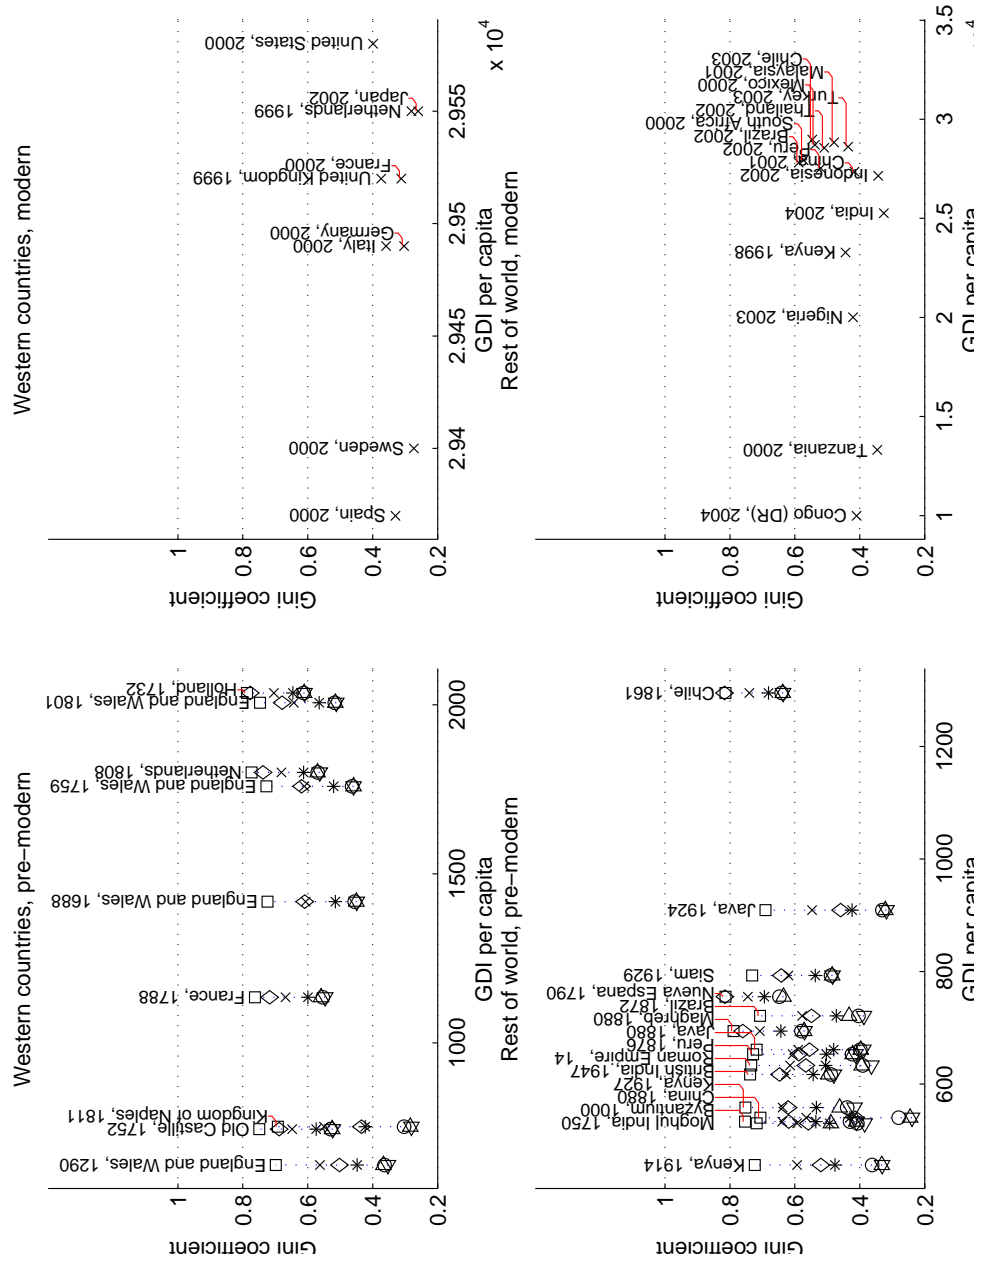 Western countries, pre−modern
Gini coefficient
1
0.8
0.6
0.4
0.2
England and Wales, 1290
Old Castille, 1752
Kingdom of Naples, 1811
France, 1788
England and Wales, 1688
England and Wales, 1759
Netherlands, 1808
England and Wales, 1801
Holland, 1732
1000
1500
2000
GDI per capita
Western countries, modern
Gini coefficient
1
0.8
0.6
0.4
0.2
Spain, 2000
Sweden, 2000
Italy, 2000
Germany, 2000
United Kingdom, 1999
France, 2000
Netherlands, 1999
Japan, 2002
United States, 2000
2.94
2.945
2.95
2.955
x 10⁴
GDI per capita
Rest of world, pre−modern
Gini coefficient
1
0.8
0.6
0.4
0.2
Kenya, 1914
Moghul India, 1750
Byzantium, 1000
China, 1880
Kenya, 1927
British India, 1947
Roman Empire, 14
Peru, 1876
Java, 1880
Maghreb, 1880
Brazil, 1872
Nueva Espana, 1790
Siam, 1929
Java, 1924
Chile, 1861
600
800
1000
1200
GDI per capita
Rest of world, modern
Gini coefficient
1
0.8
0.6
0.4
0.2
Congo (DR), 2004
Tanzania, 2000
Nigeria, 2003
Kenya, 1998
India, 2004
Indonesia, 2002
China, 2001
Peru, 2002
Brazil, 2002
South Africa, 2000
Thailand, 2002
Turkey, 2003
Mexico, 2000
Malaysia, 2001
Chile, 2003
1
1.5
2
2.5
3
3.5
4
GDI per capita